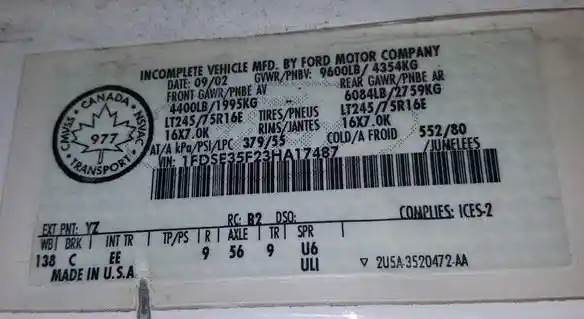 INCOMPLETE VEHICLE MFD. BY FORD MOTOR COMPANY
DATE: 09/02 GVWR/PNBV: 9600LB/ 4354KG
FRONT GAWR/PNBE AV REAR GAWR/PNBE AR
4400LB/1995KG 6084LB/2759KG
LT245/75R16E TIRES/PNEUS LT245/75R16E
16X7.0K RINS/JANTES 16X7.0K
AT/A kPa/PSI/LPC 379/55 COLD/A FROID 552/80
VIN: 1FDSE35F23HA17487 /JUMELEES
CANADA
CMVSS NSVAC
977
TRANSPORT
EXT PNT: YZ RC: B2 DSO: COMPLIES: ICES-2
WB BRK INT TR TP/PS R AXLE TR SPR
138 C EE 9 56 9 U6
MADE IN U.S.A ULI ▽ 2U5A-3520472-AA